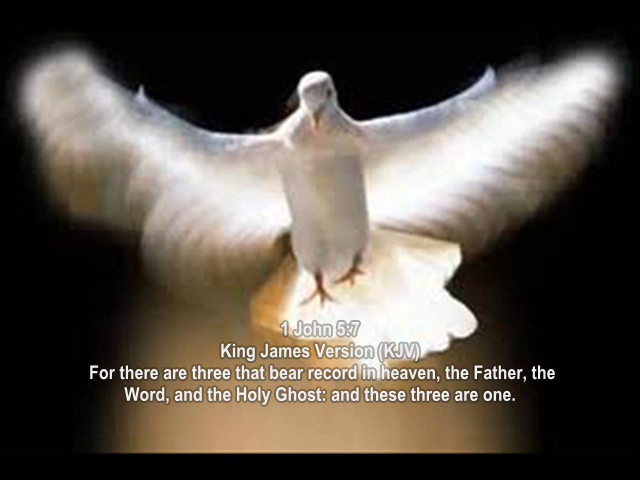 1 John 5:7
King James Version (KJV)
For there are three that bear record in heaven, the Father, the
Word, and the Holy Ghost: and these three are one.